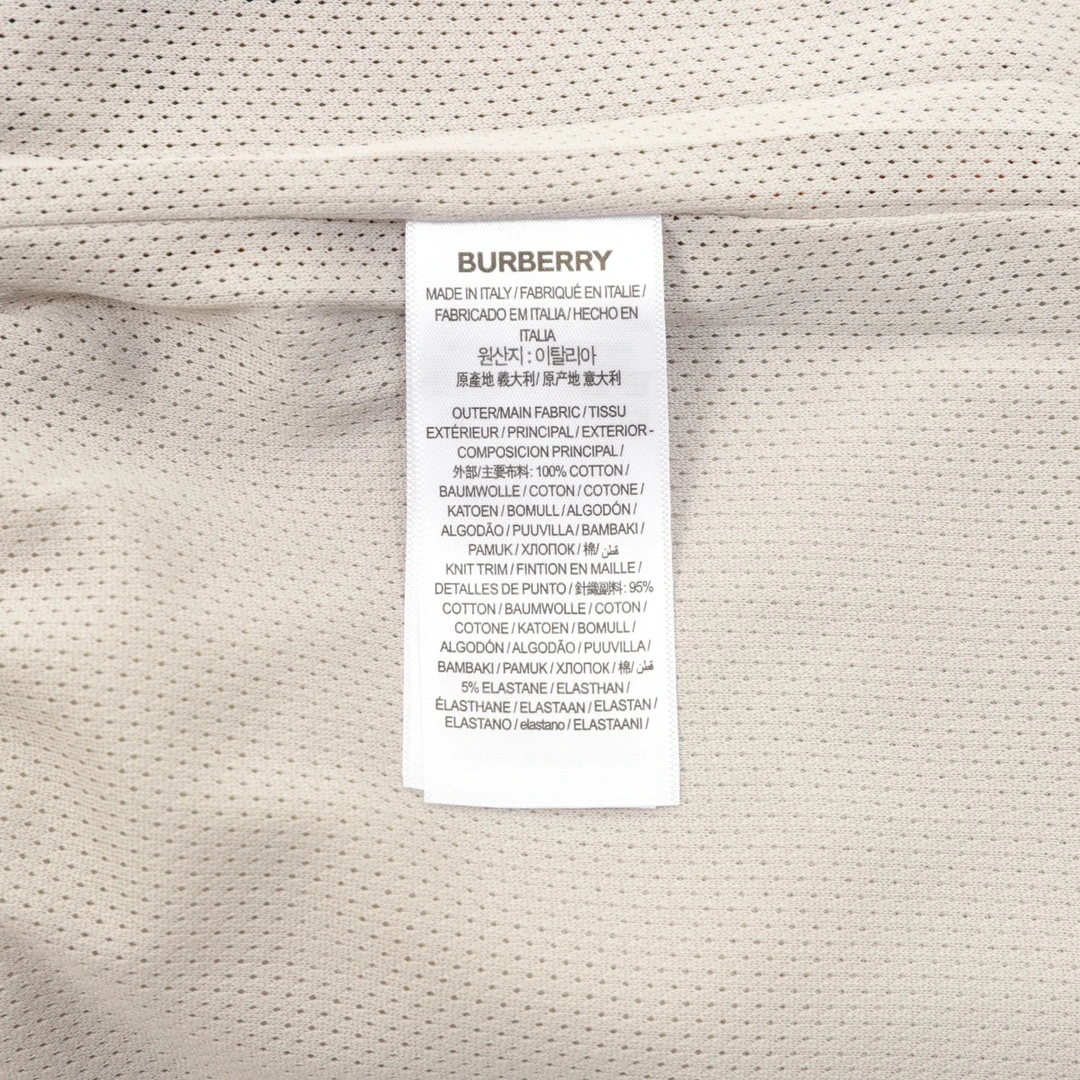 BURBERRY
MADE IN ITALY / FABRIQUÉ EN ITALIE /
FABRICADO EM ITALIA / HECHO EN
ITALIA
원산지 : 이탈리아
原產地 義大利/ 原产地 意大利
OUTER/MAIN FABRIC / TISSU
EXTÉRIEUR / PRINCIPAL / EXTERIOR -
COMPOSICION PRINCIPAL /
外部/主要布料: 100% COTTON /
BAUMWOLLE / COTON / COTONE /
KATOEN / BOMULL / ALGODÓN /
ALGODÃO / PUUVILLA / BAMBAKI /
PAMUK / ХЛОПОК / 棉/ قطن
KNIT TRIM / FINTION EN MAILLE /
DETALLES DE PUNTO / 針織副料: 95%
COTTON / BAUMWOLLE / COTON /
COTONE / KATOEN / BOMULL /
ALGODÓN / ALGODÃO / PUUVILLA /
BAMBAKI / PAMUK / ХЛОПОК / 棉/ قطن
5% ELASTANE / ELASTHAN /
ÉLASTHANE / ELASTAAN / ELASTAN /
ELASTANO / elastano / ELASTAANI /